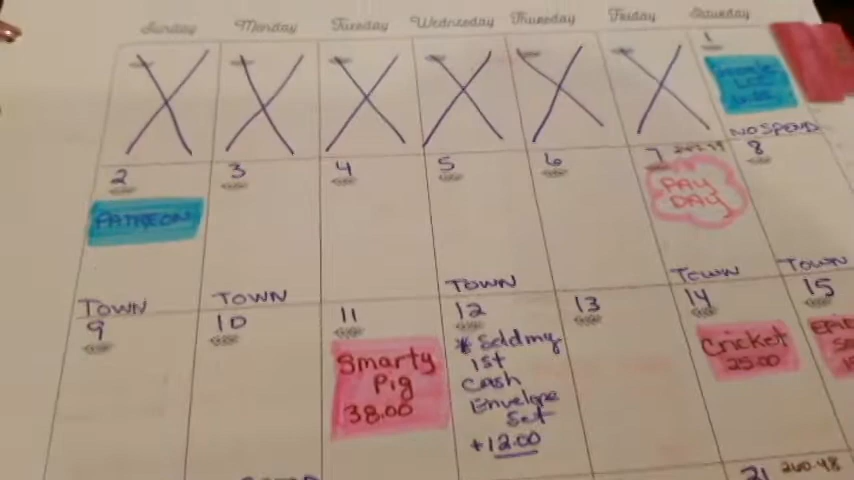 Sunday Monday Tuesday Wednesday Thursday Friday Saturday
1
NO SPEND
2 3 4 5 6 7 8
PATREON
PAY
DAY
TOWN TOWN TOWN TOWN TOWN
9 10 11 12 13 14 15
Smarty
Pig
38.00
* Sold my
1st
Cash
Envelope
Set
+12.00
Cricket
25.00
21 260.48